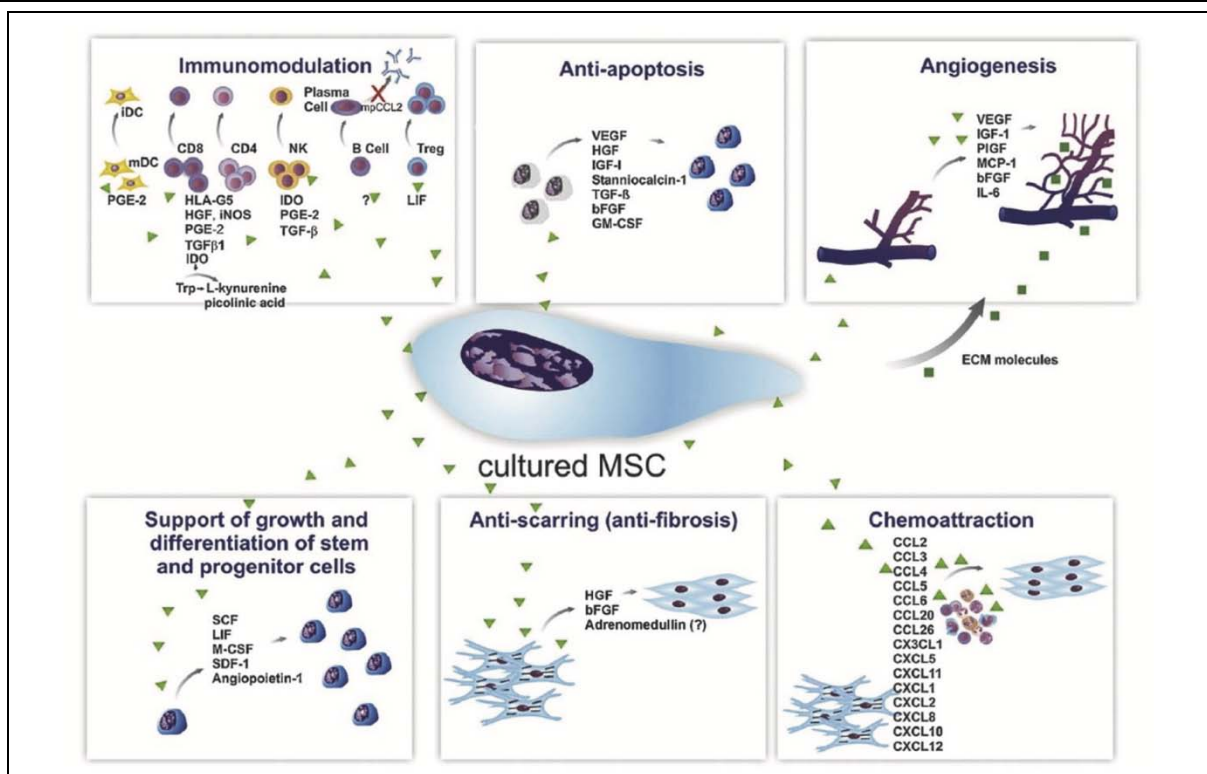 Immunomodulation
iDC
Plasma
Cell
mpCCL2
mDC
CD8
CD4
NK
B Cell
Treg
PGE-2
HLA-G5
HGF, iNOS
PGE-2
TGFβ1
IDO
IDO
PGE-2
TGF-β
?
LIF
Trp→L-kynurenine
picolinic acid
Anti-apoptosis
VEGF
HGF
IGF-I
Stanniocalcin-1
TGF-ß
bFGF
GM-CSF
Angiogenesis
VEGF
IGF-1
PIGF
MCP-1
bFGF
IL-6
ECM molecules
cultured MSC
Support of growth and
differentiation of stem
and progenitor cells
SCF
LIF
M-CSF
SDF-1
Angiopoietin-1
Anti-scarring (anti-fibrosis)
HGF
bFGF
Adrenomedullin (?)
Chemoattraction
CCL2
CCL3
CCL4
CCL5
CCL6
CCL20
CCL26
CX3CL1
CXCL5
CXCL11
CXCL1
CXCL2
CXCL8
CXCL10
CXCL12